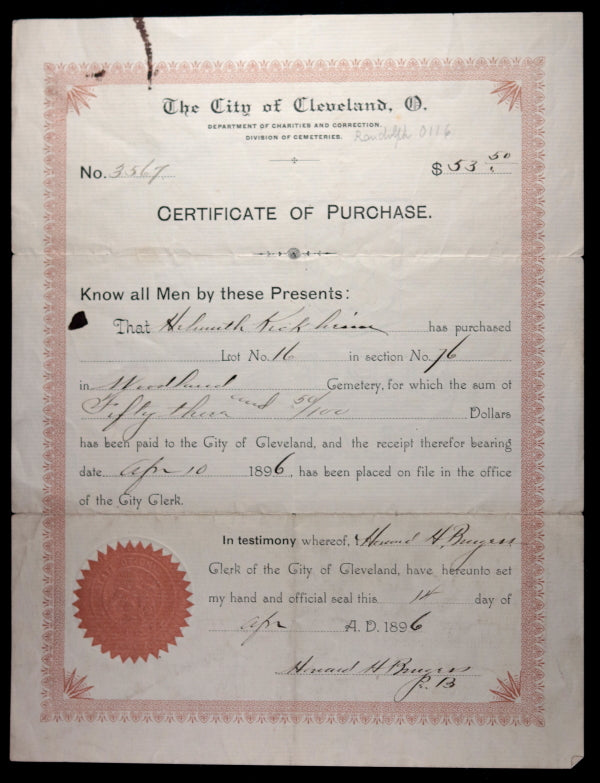 The City of Cleveland, O.
DEPARTMENT OF CHARITIES AND CORRECTION.
DIVISION OF CEMETERIES.
Randolph 0116
No. 3567 $ 53.50
CERTIFICATE OF PURCHASE.
Know all Men by these Presents:
That Helmuth has purchased
Lot No. 16 in section No. 76
in Woodland Cemetery, for which the sum of
Fifty three and 50/100 Dollars
has been paid to the City of Cleveland, and the receipt therefor bearing
date Apr 10 1896, has been placed on file in the office
of the City Clerk.
In testimony whereof, I Howard H. Burgess
Clerk of the City of Cleveland, have hereunto set
my hand and official seal this 14 day of
Apr A. D. 1896
Howard H. Burgess